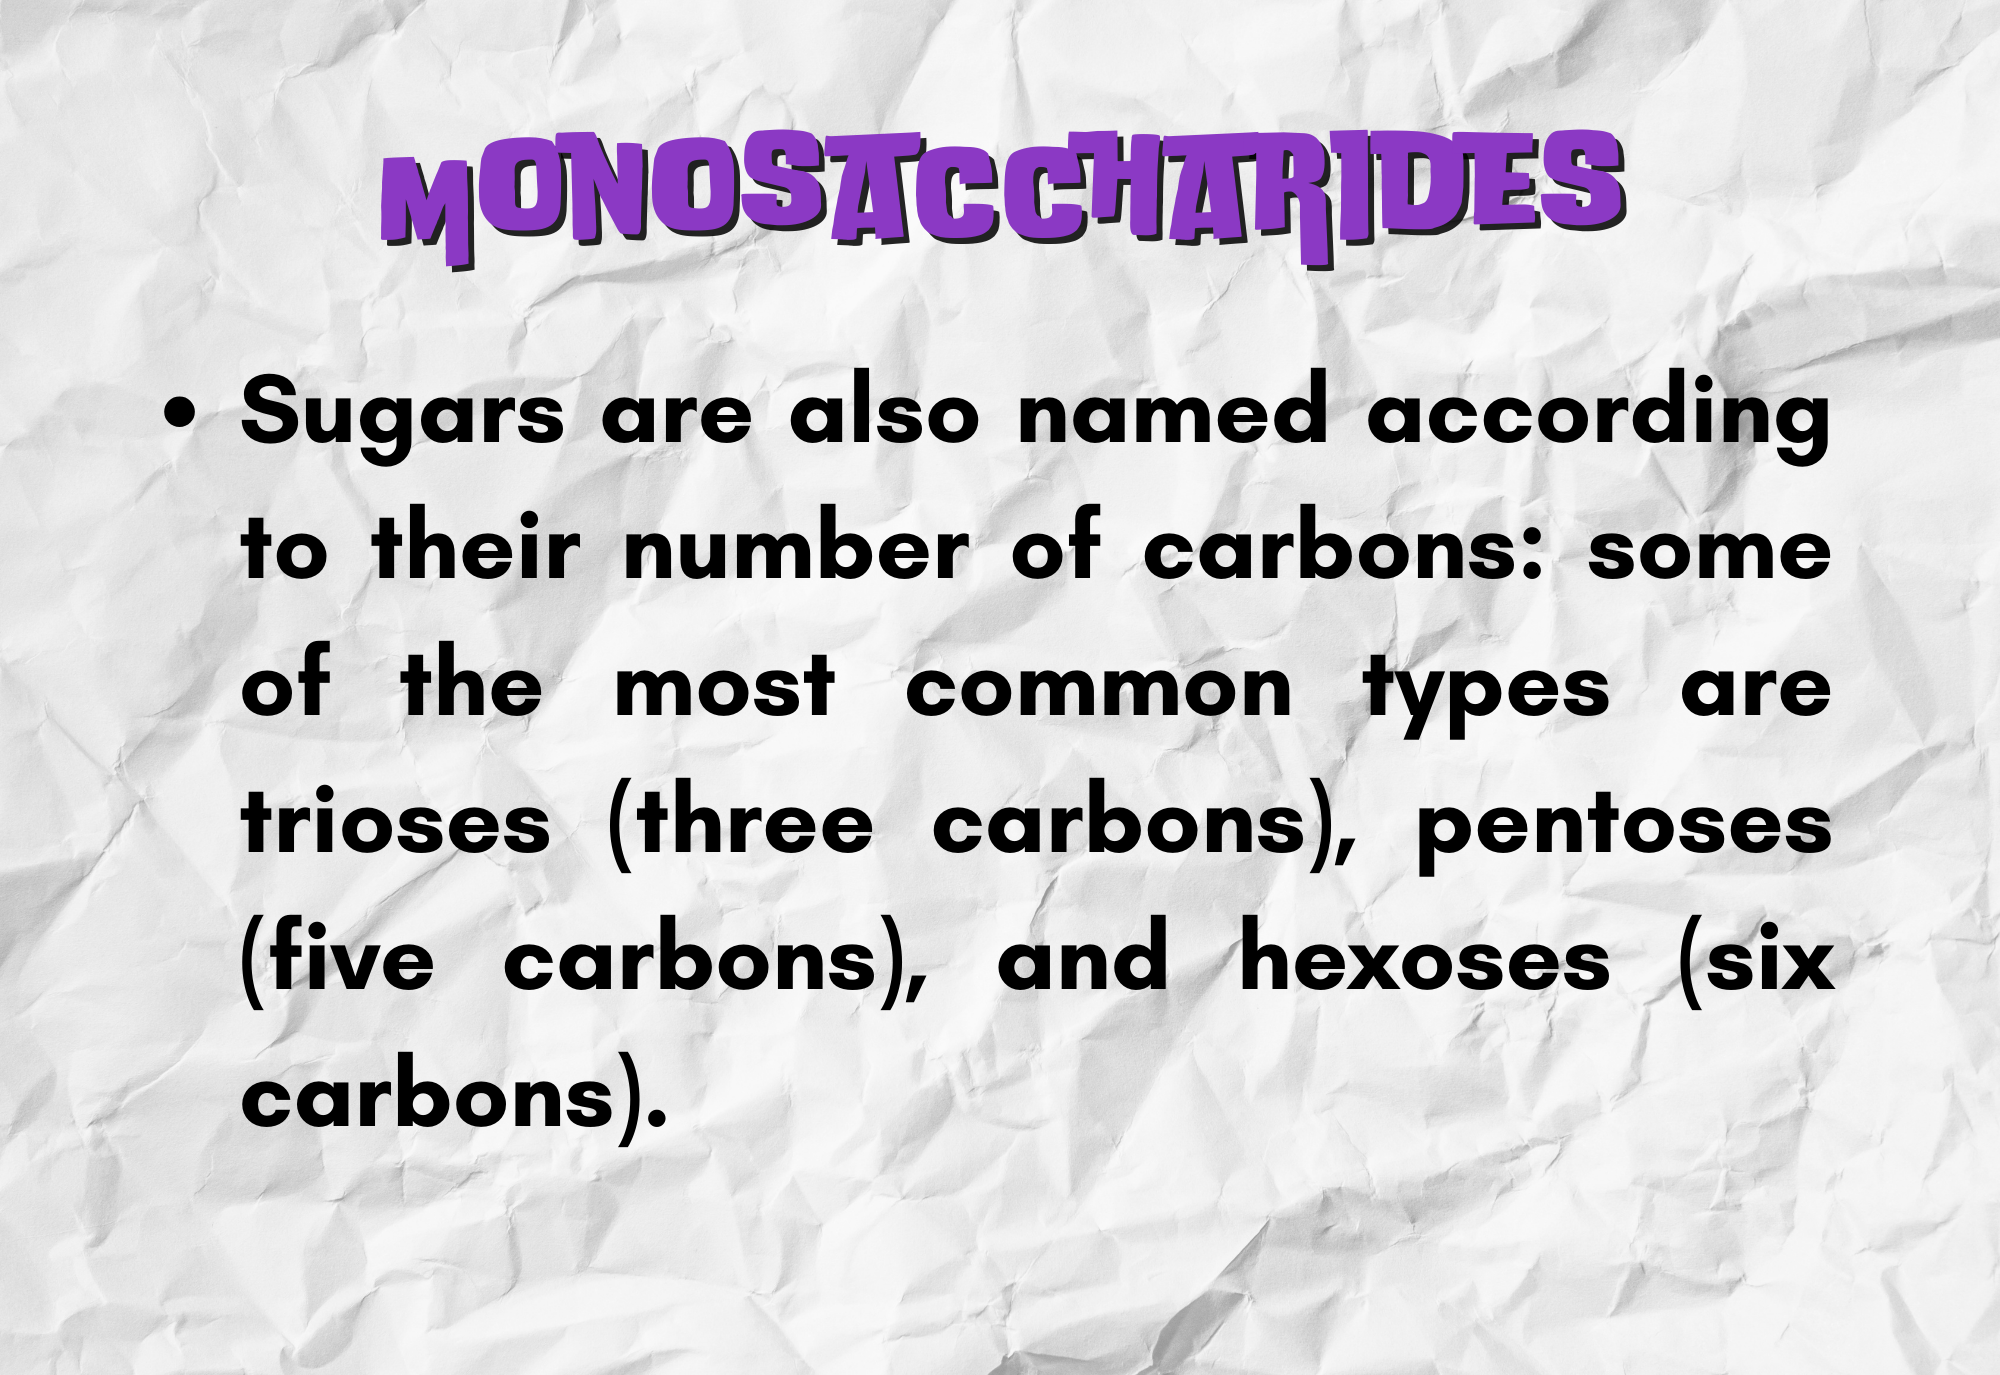 MONOSACCHARIDES
• Sugars are also named according
to their number of carbons: some
of the most common types are
trioses (three carbons), pentoses
(five carbons), and hexoses (six
carbons).